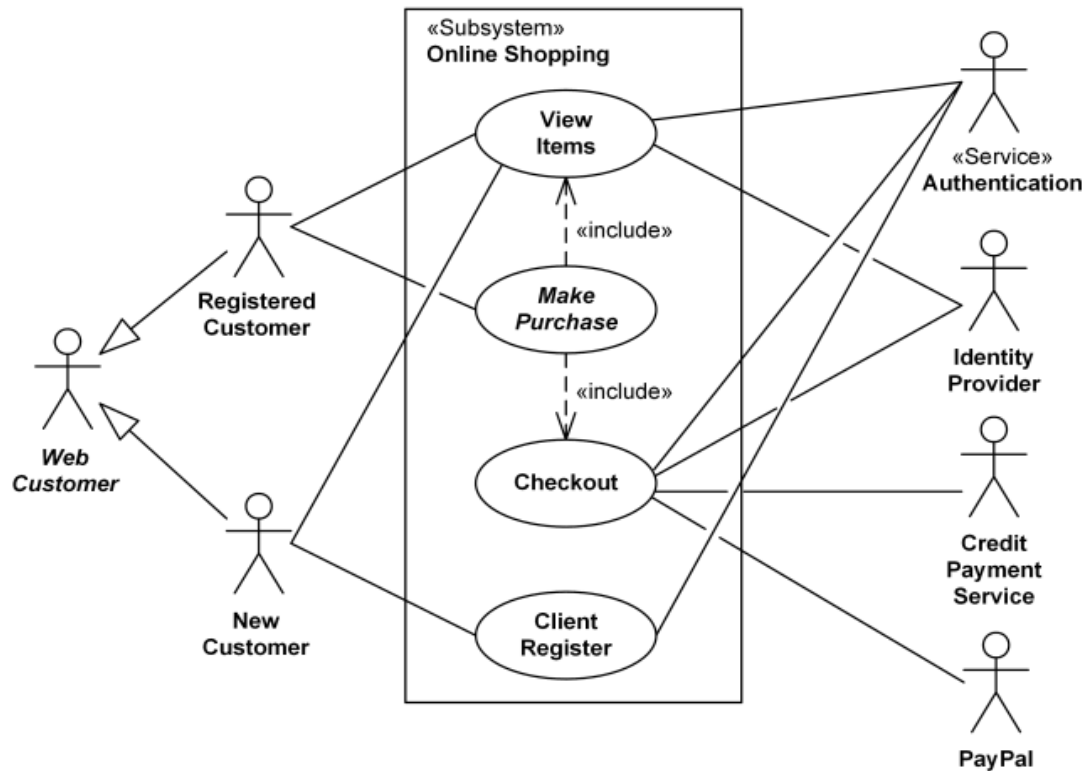 «Subsystem»
Online Shopping
View
Items
«include»
Make
Purchase
«include»
Checkout
Client
Register
Registered
Customer
Web
Customer
New
Customer
«Service»
Authentication
Identity
Provider
Credit
Payment
Service
PayPal